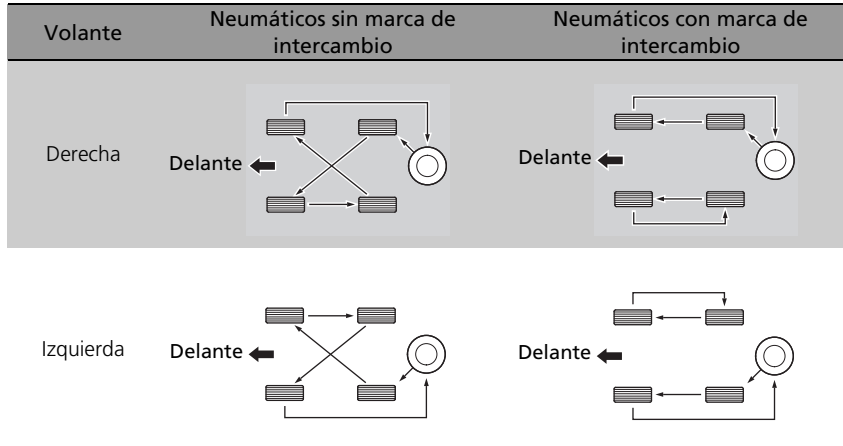 Volante
Neumáticos sin marca de
intercambio
Neumáticos con marca de
intercambio
Derecha
Delante
Delante
Izquierda
Delante
Delante